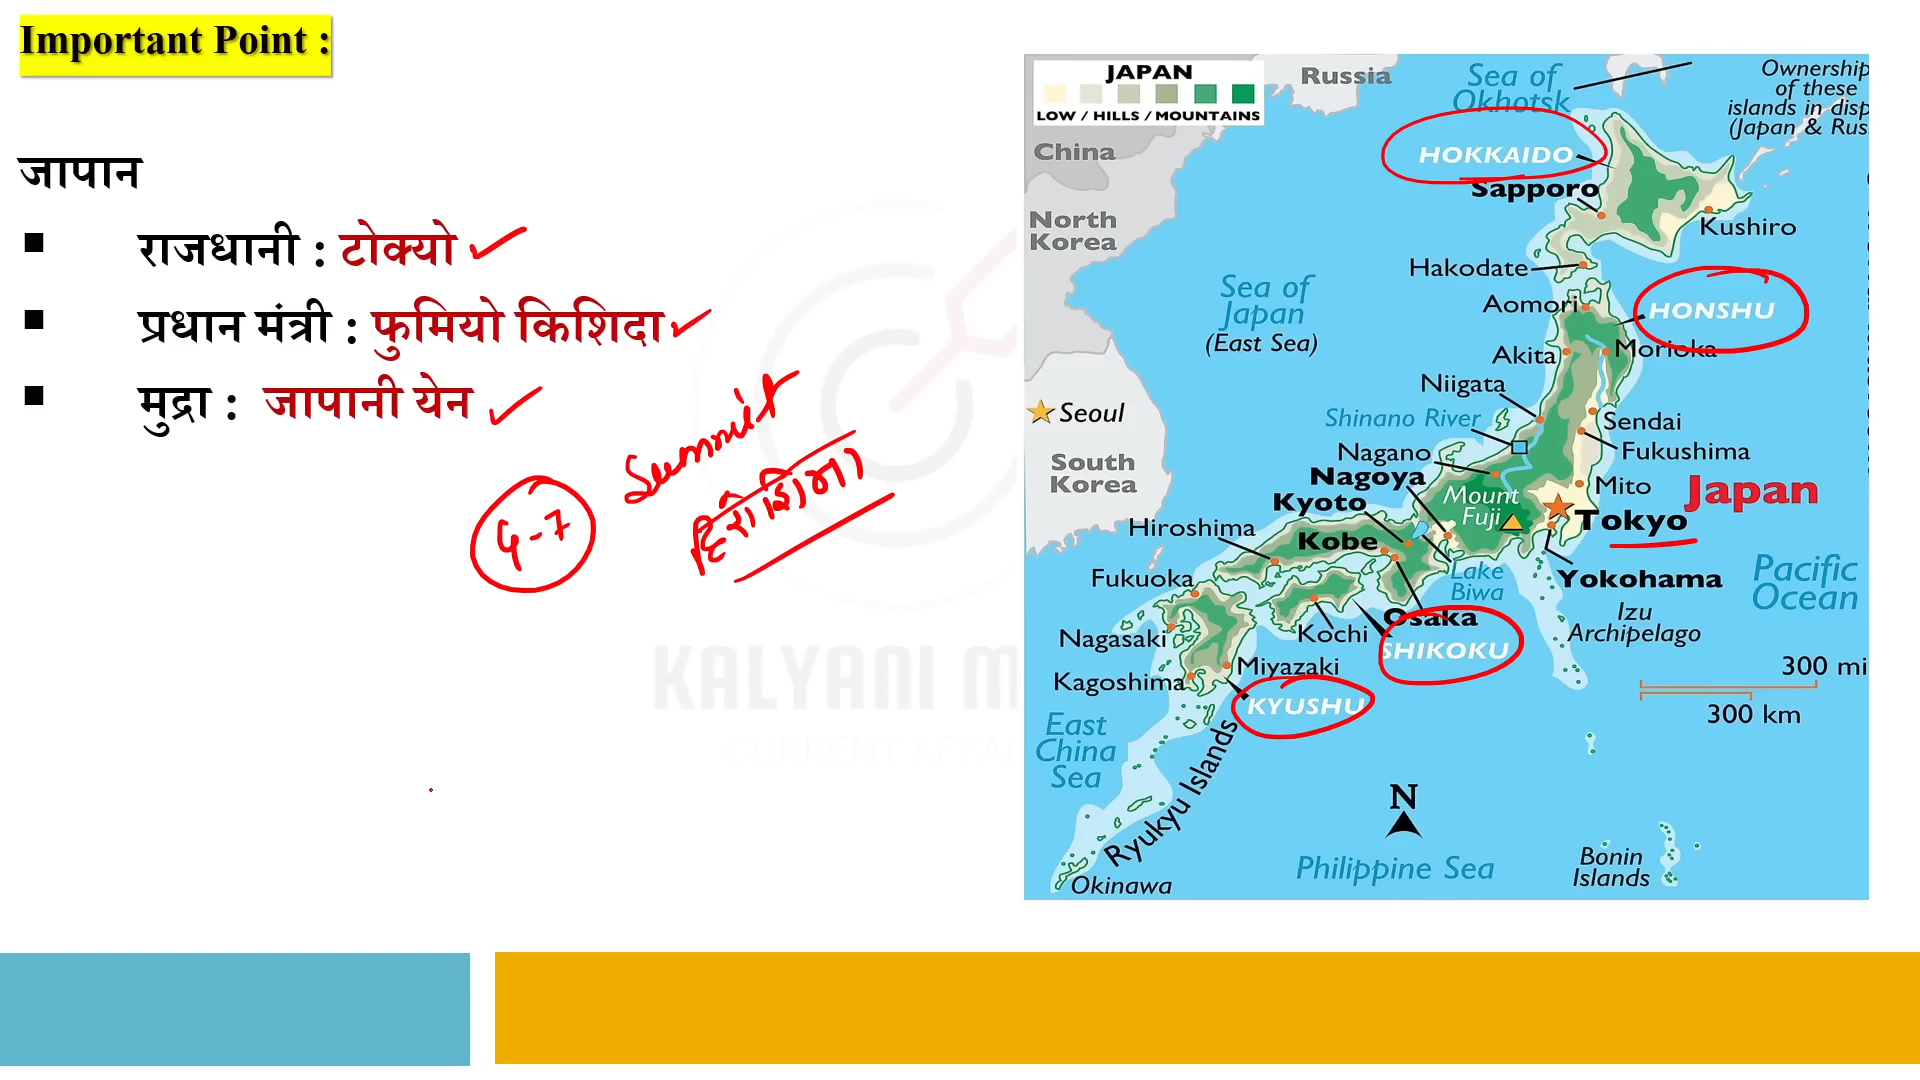 Important Point :
जापान
▪ राजधानी : टोक्यो
▪ प्रधान मंत्री : फुमियो किशिदा
▪ मुद्रा : जापानी येन
Summit
G-7
हिरोशिमा
KALYANI M
CURRENT AFFAI
JAPAN
LOW / HILLS / MOUNTAINS
Russia
Sea of
Okhotsk
Ownership
of these
islands in disp
(Japan & Rus
China
HOKKAIDO
Sapporo
North
Korea
Kushiro
Hakodate
Sea of
Japan
(East Sea)
Aomori
HONSHU
Akita
Morioka
Niigata
Seoul
Shinano River
Sendai
Nagano
Fukushima
South
Korea
Nagoya
Mito
Japan
Kyoto
Mount
Fuji
Tokyo
Hiroshima
Kobe
Fukuoka
Lake
Biwa
Yokohama
Pacific
Ocean
Izu
Archipelago
Osaka
Nagasaki
Kochi
SHIKOKU
Miyazaki
300 mi
Kagoshima
KYUSHU
300 km
East
China
Sea
Ryukyu Islands
N
Philippine Sea
Bonin
Islands
Okinawa